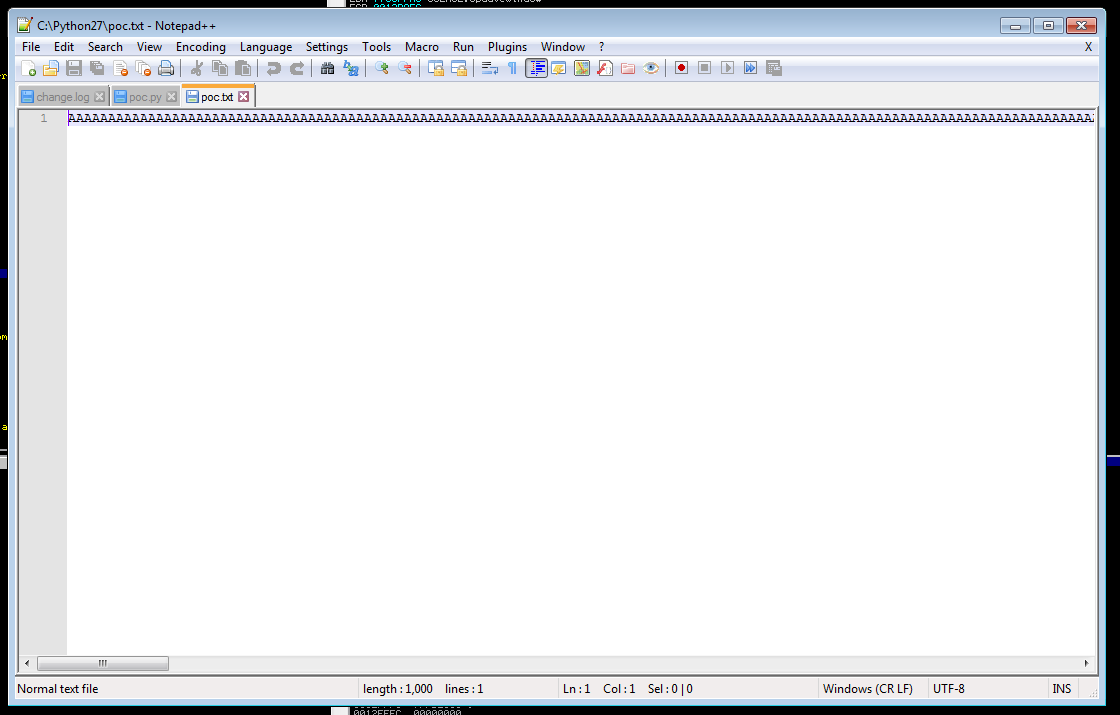 C:\Python27\poc.txt - Notepad++
File Edit Search View Encoding Language Settings Tools Macro Run Plugins Window ? X
change.log poc.py poc.txt
1
Normal text file length : 1,000 lines : 1 Ln : 1 Col : 1 Sel : 0 | 0 Windows (CR LF) UTF-8 INS
0012FFFC 00000000